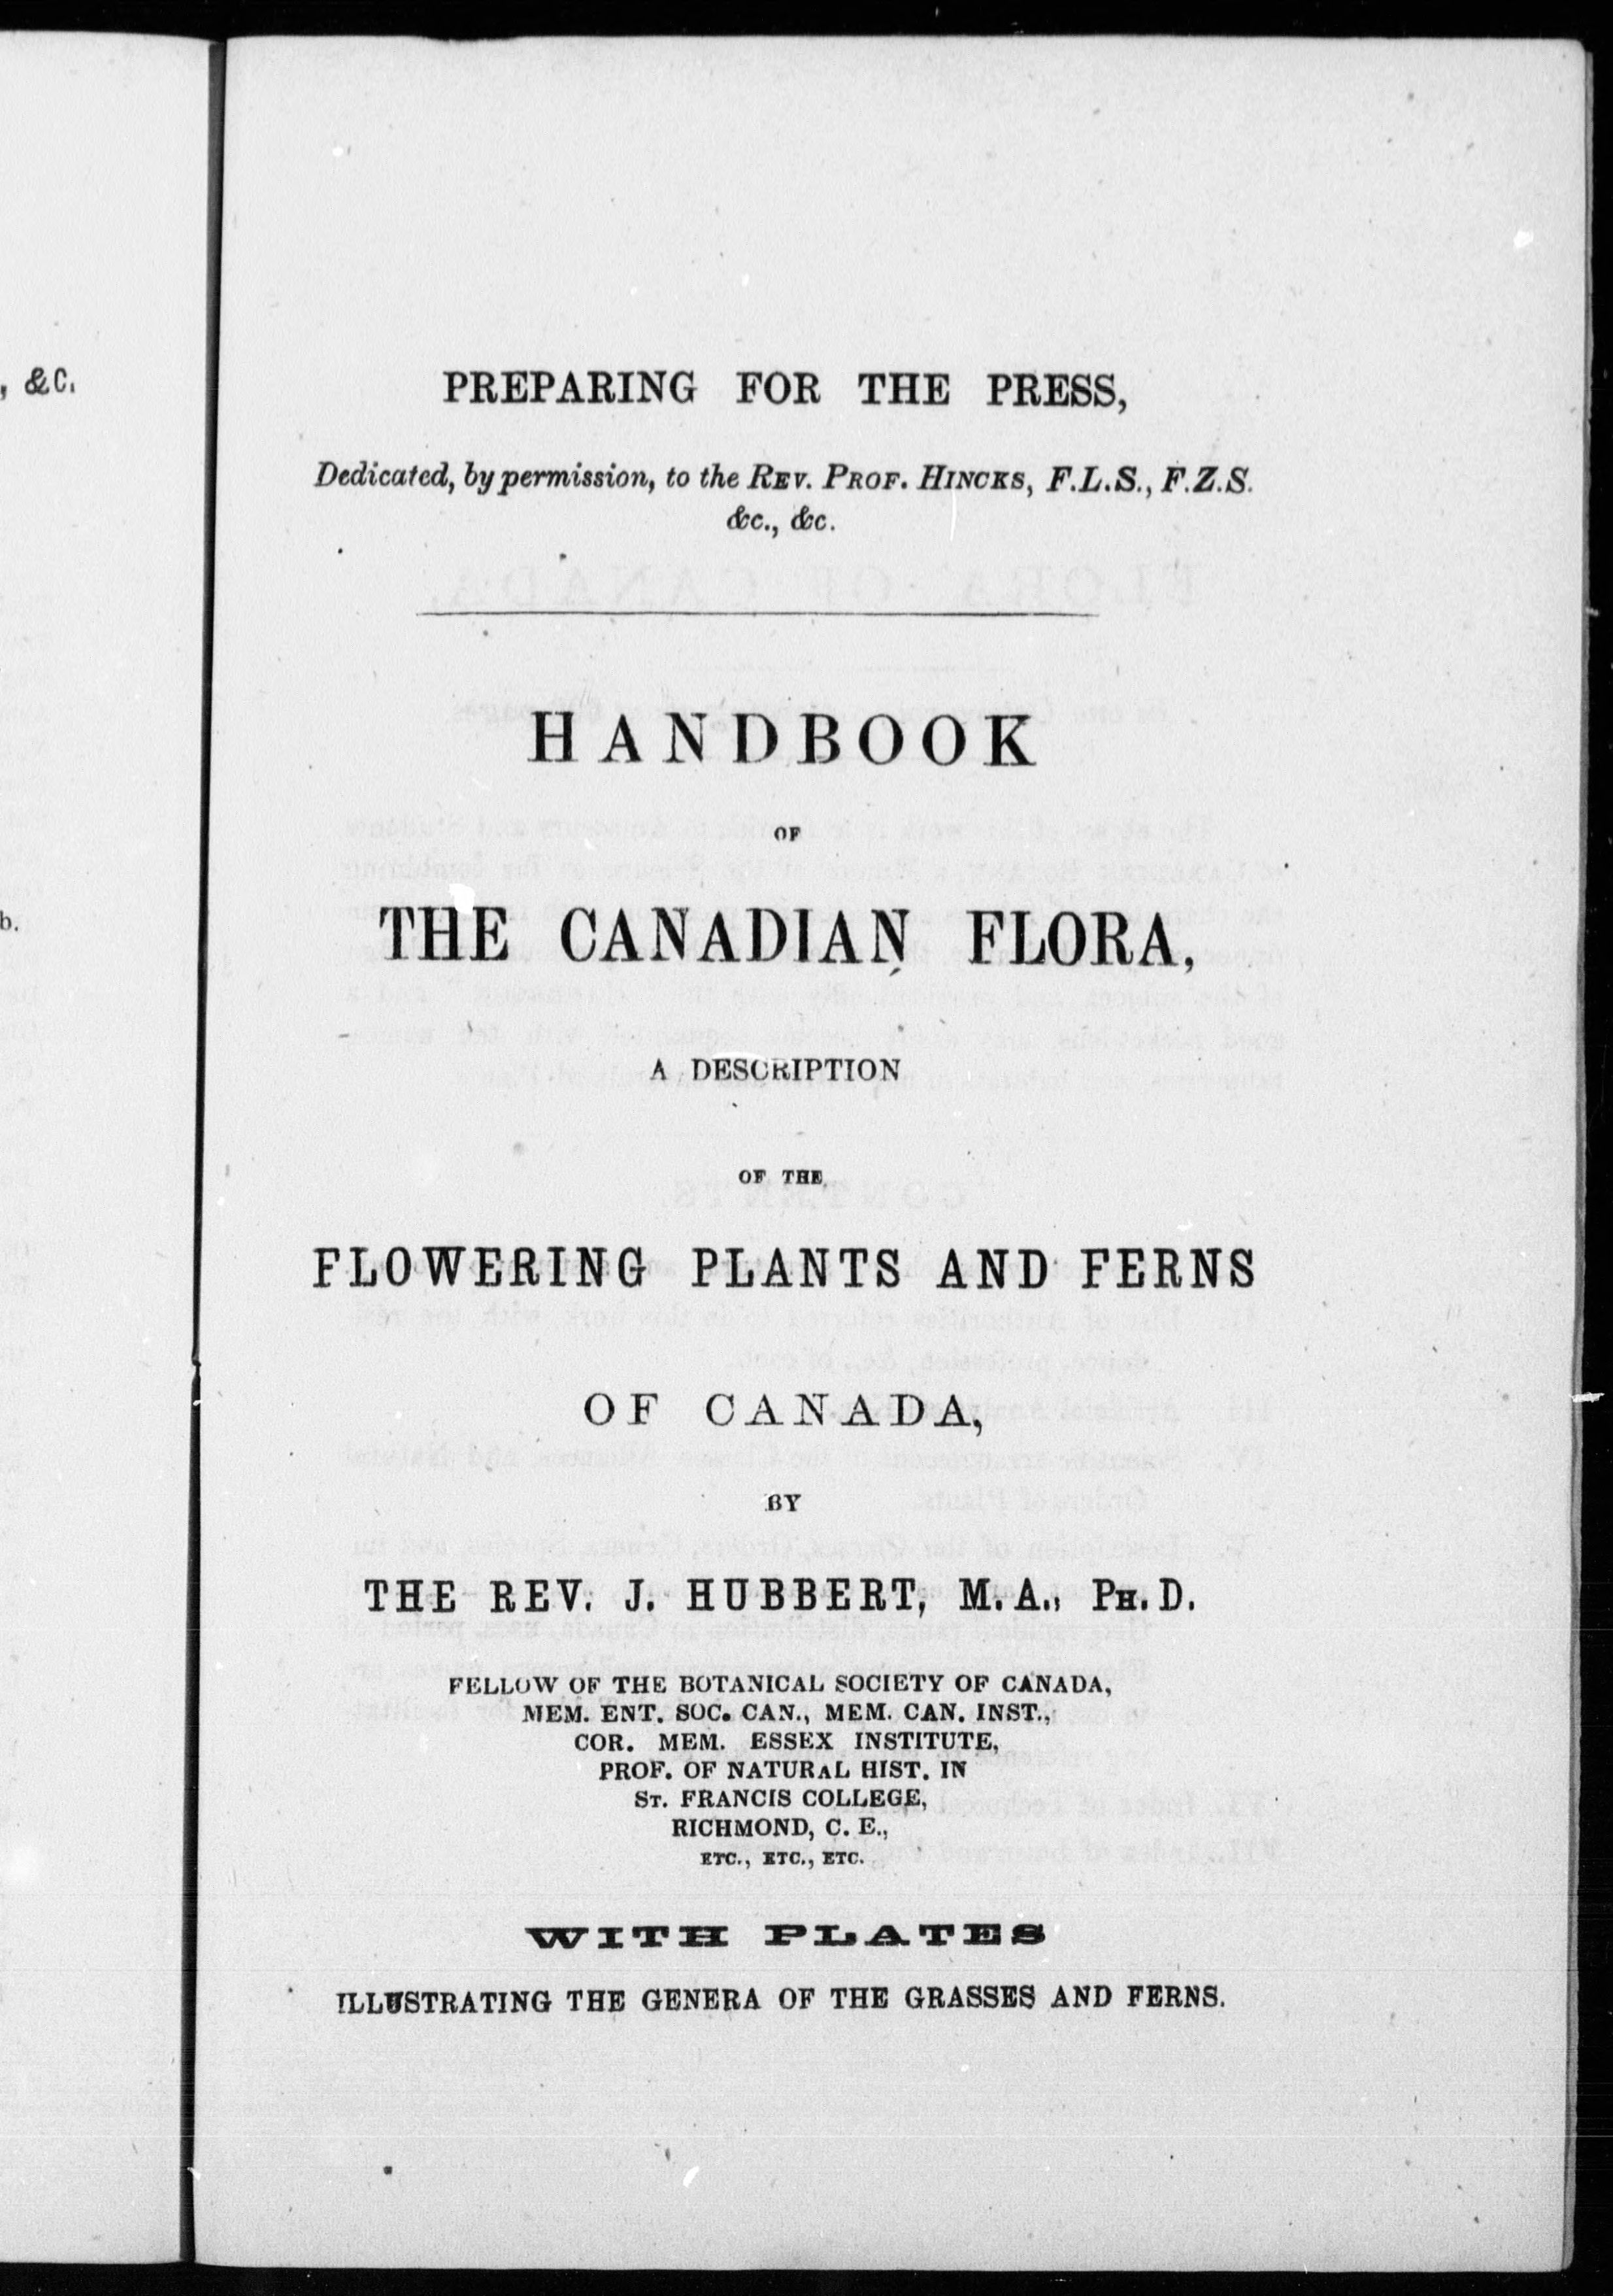 , &C.
b.
PREPARING FOR THE PRESS,
Dedicated, by permission, to the REV. PROF. HINCKS, F.L.S., F.Z.S.
&c., &c.
HANDBOOK
OF
THE CANADIAN FLORA,
A DESCRIPTION
OF THE
FLOWERING PLANTS AND FERNS
OF CANADA,
BY
THE REV. J. HUBBERT, M.A., PH.D.
FELLOW OF THE BOTANICAL SOCIETY OF CANADA,
MEM. ENT. SOC. CAN., MEM. CAN. INST.,
COR. MEM. ESSEX INSTITUTE,
PROF. OF NATURAL HIST. IN
ST. FRANCIS COLLEGE,
RICHMOND, C. E.,
ETC., ETC., ETC.
WITH PLATES
ILLUSTRATING THE GENERA OF THE GRASSES AND FERNS.